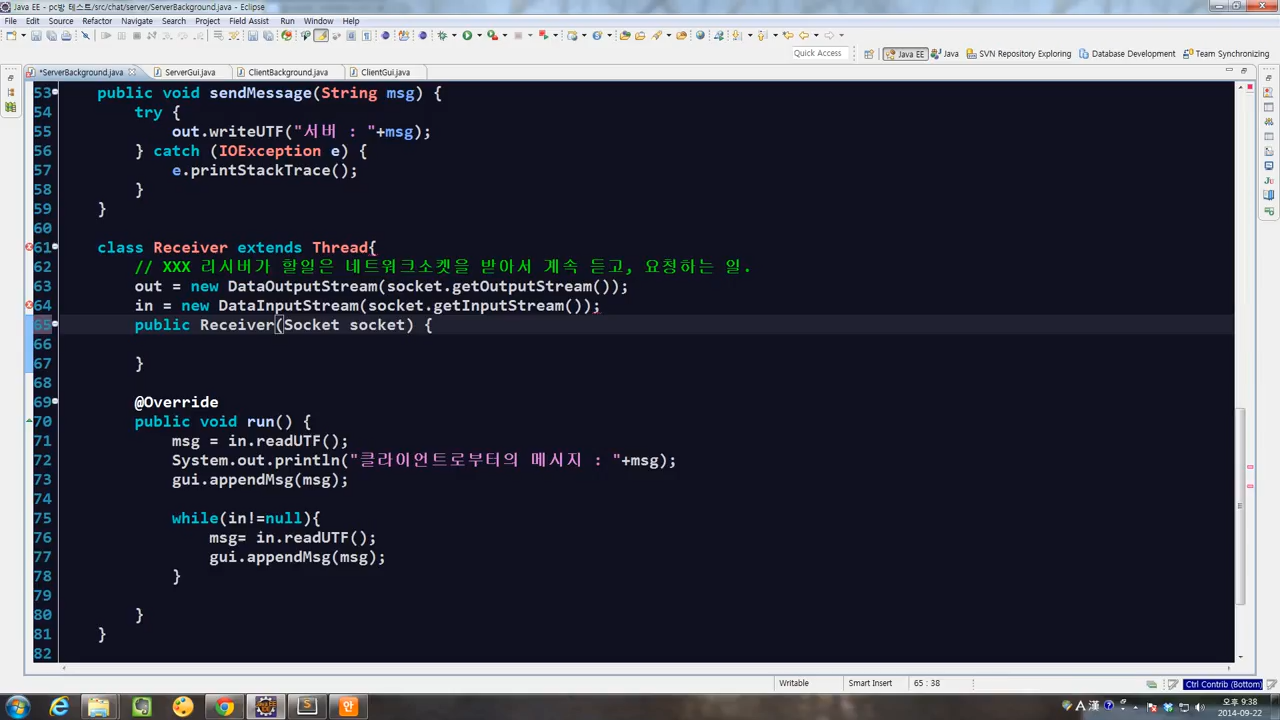 Java EE - pc방 테스트/src/chat/server/ServerBackground.java - Eclipse
File Edit Source Refactor Navigate Search Project Field Assist Run Window Help
Quick Access Java EE Java SVN Repository Exploring Database Development Team Synchronizing
*ServerBackground.java ServerGui.java ClientBackground.java ClientGui.java
53 public void sendMessage(String msg) {
54 try {
55 out.writeUTF("서버 : "+msg);
56 } catch (IOException e) {
57 e.printStackTrace();
58 }
59 }
60
61 class Receiver extends Thread{
62 // XXX 리시버가 할일은 네트워크소켓을 받아서 계속 듣고, 요청하는 일.
63 out = new DataOutputStream(socket.getOutputStream());
64 in = new DataInputStream(socket.getInputStream());
65 public Receiver(Socket socket) {
66
67 }
68
69 @Override
70 public void run() {
71 msg = in.readUTF();
72 System.out.println("클라이언트로부터의 메시지 : "+msg);
73 gui.appendMsg(msg);
74
75 while(in!=null){
76 msg= in.readUTF();
77 gui.appendMsg(msg);
78 }
79
80 }
81 }
82
Writable Smart Insert 65 : 38 Ctrl Contrib (Bottom)
오후 9:38
2014-09-22